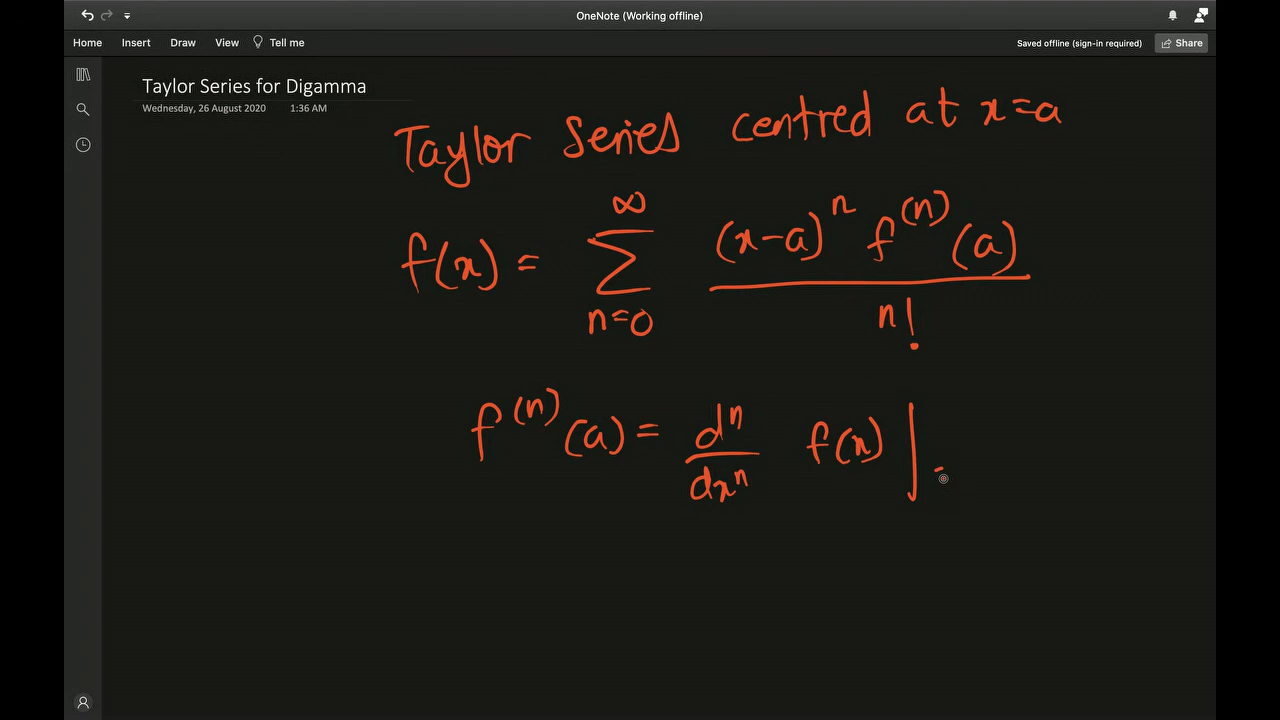 OneNote (Working offline)
Home Insert Draw View Tell me Saved offline (sign-in required) Share
Taylor Series for Digamma
Wednesday, 26 August 2020 1:36 AM
Taylor Series centred at x=a
f(x) = ∞ ∑ n=0 (x-a)^n f^(n) (a) / n!
f^(n) (a) = d^n / dx^n f(x) |